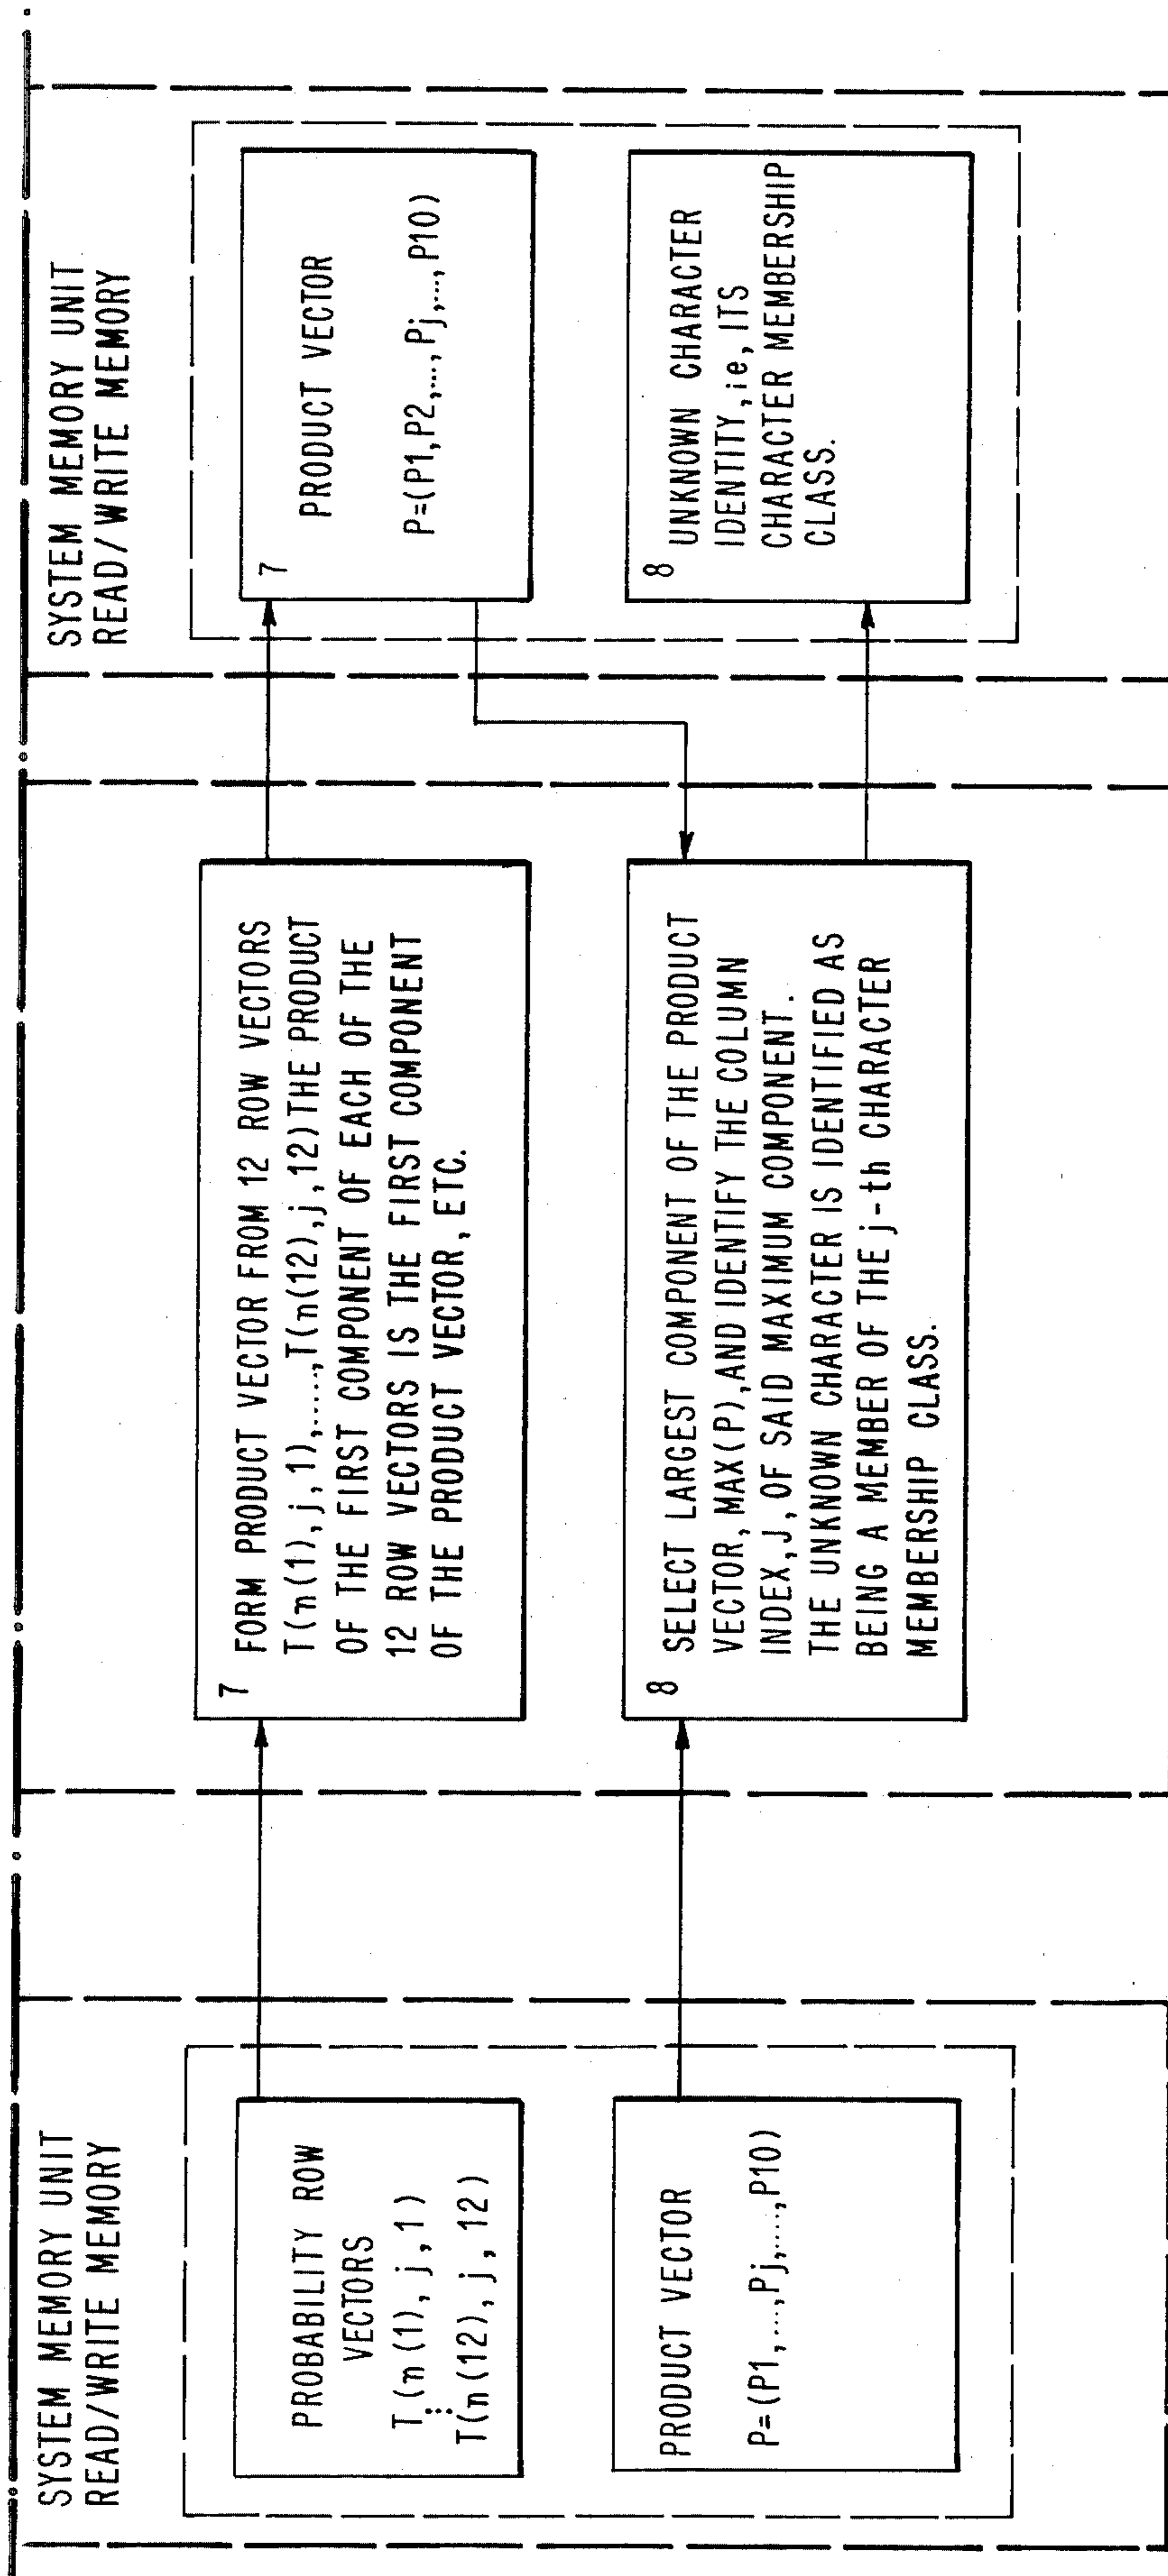 SYSTEM MEMORY UNIT
READ/WRITE MEMORY
PROBABILITY ROW
VECTORS
T(n(1),j,1)
⋮
T(n(12),j,12)
PRODUCT VECTOR
P=(P1,....,Pj,....,P10)
7 FORM PRODUCT VECTOR FROM 12 ROW VECTORS
T(n(1),j,1),.....,T(n(12),j,12) THE PRODUCT
OF THE FIRST COMPONENT OF EACH OF THE
12 ROW VECTORS IS THE FIRST COMPONENT
OF THE PRODUCT VECTOR, ETC.
8 SELECT LARGEST COMPONENT OF THE PRODUCT
VECTOR, MAX(P), AND IDENTIFY THE COLUMN
INDEX, J, OF SAID MAXIMUM COMPONENT.
THE UNKNOWN CHARACTER IS IDENTIFIED AS
BEING A MEMBER OF THE j-th CHARACTER
MEMBERSHIP CLASS.
SYSTEM MEMORY UNIT
READ/WRITE MEMORY
7
PRODUCT VECTOR
P=(P1,P2,...,Pj,...,P10)
8 UNKNOWN CHARACTER
IDENTITY, ie, ITS
CHARACTER MEMBERSHIP
CLASS.